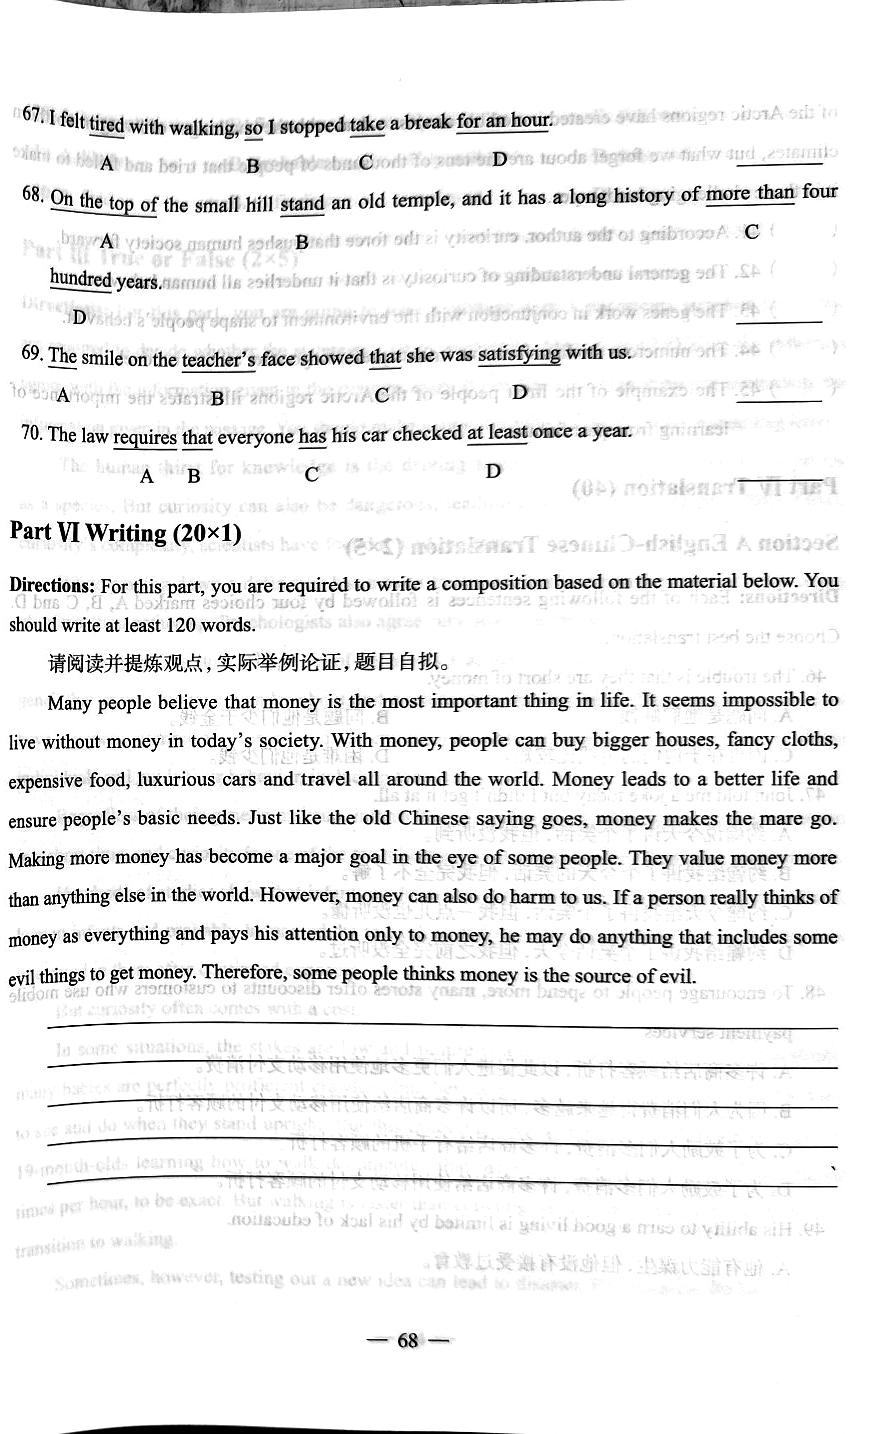 67. I felt tired with walking, so I stopped take a break for an hour.
A B C D
68. On the top of the small hill stand an old temple, and it has a long history of more than four
A B C
hundred years.
D
69. The smile on the teacher's face showed that she was satisfying with us.
A B C D
70. The law requires that everyone has his car checked at least once a year.
A B C D
Part Ⅵ Writing (20×1)
Directions: For this part, you are required to write a composition based on the material below. You
should write at least 120 words.
请阅读并提炼观点，实际举例论证，题目自拟。
Many people believe that money is the most important thing in life. It seems impossible to
live without money in today's society. With money, people can buy bigger houses, fancy cloths,
expensive food, luxurious cars and travel all around the world. Money leads to a better life and
ensure people's basic needs. Just like the old Chinese saying goes, money makes the mare go.
Making more money has become a major goal in the eye of some people. They value money more
than anything else in the world. However, money can also do harm to us. If a person really thinks of
money as everything and pays his attention only to money, he may do anything that includes some
evil things to get money. Therefore, some people thinks money is the source of evil.
— 68 —